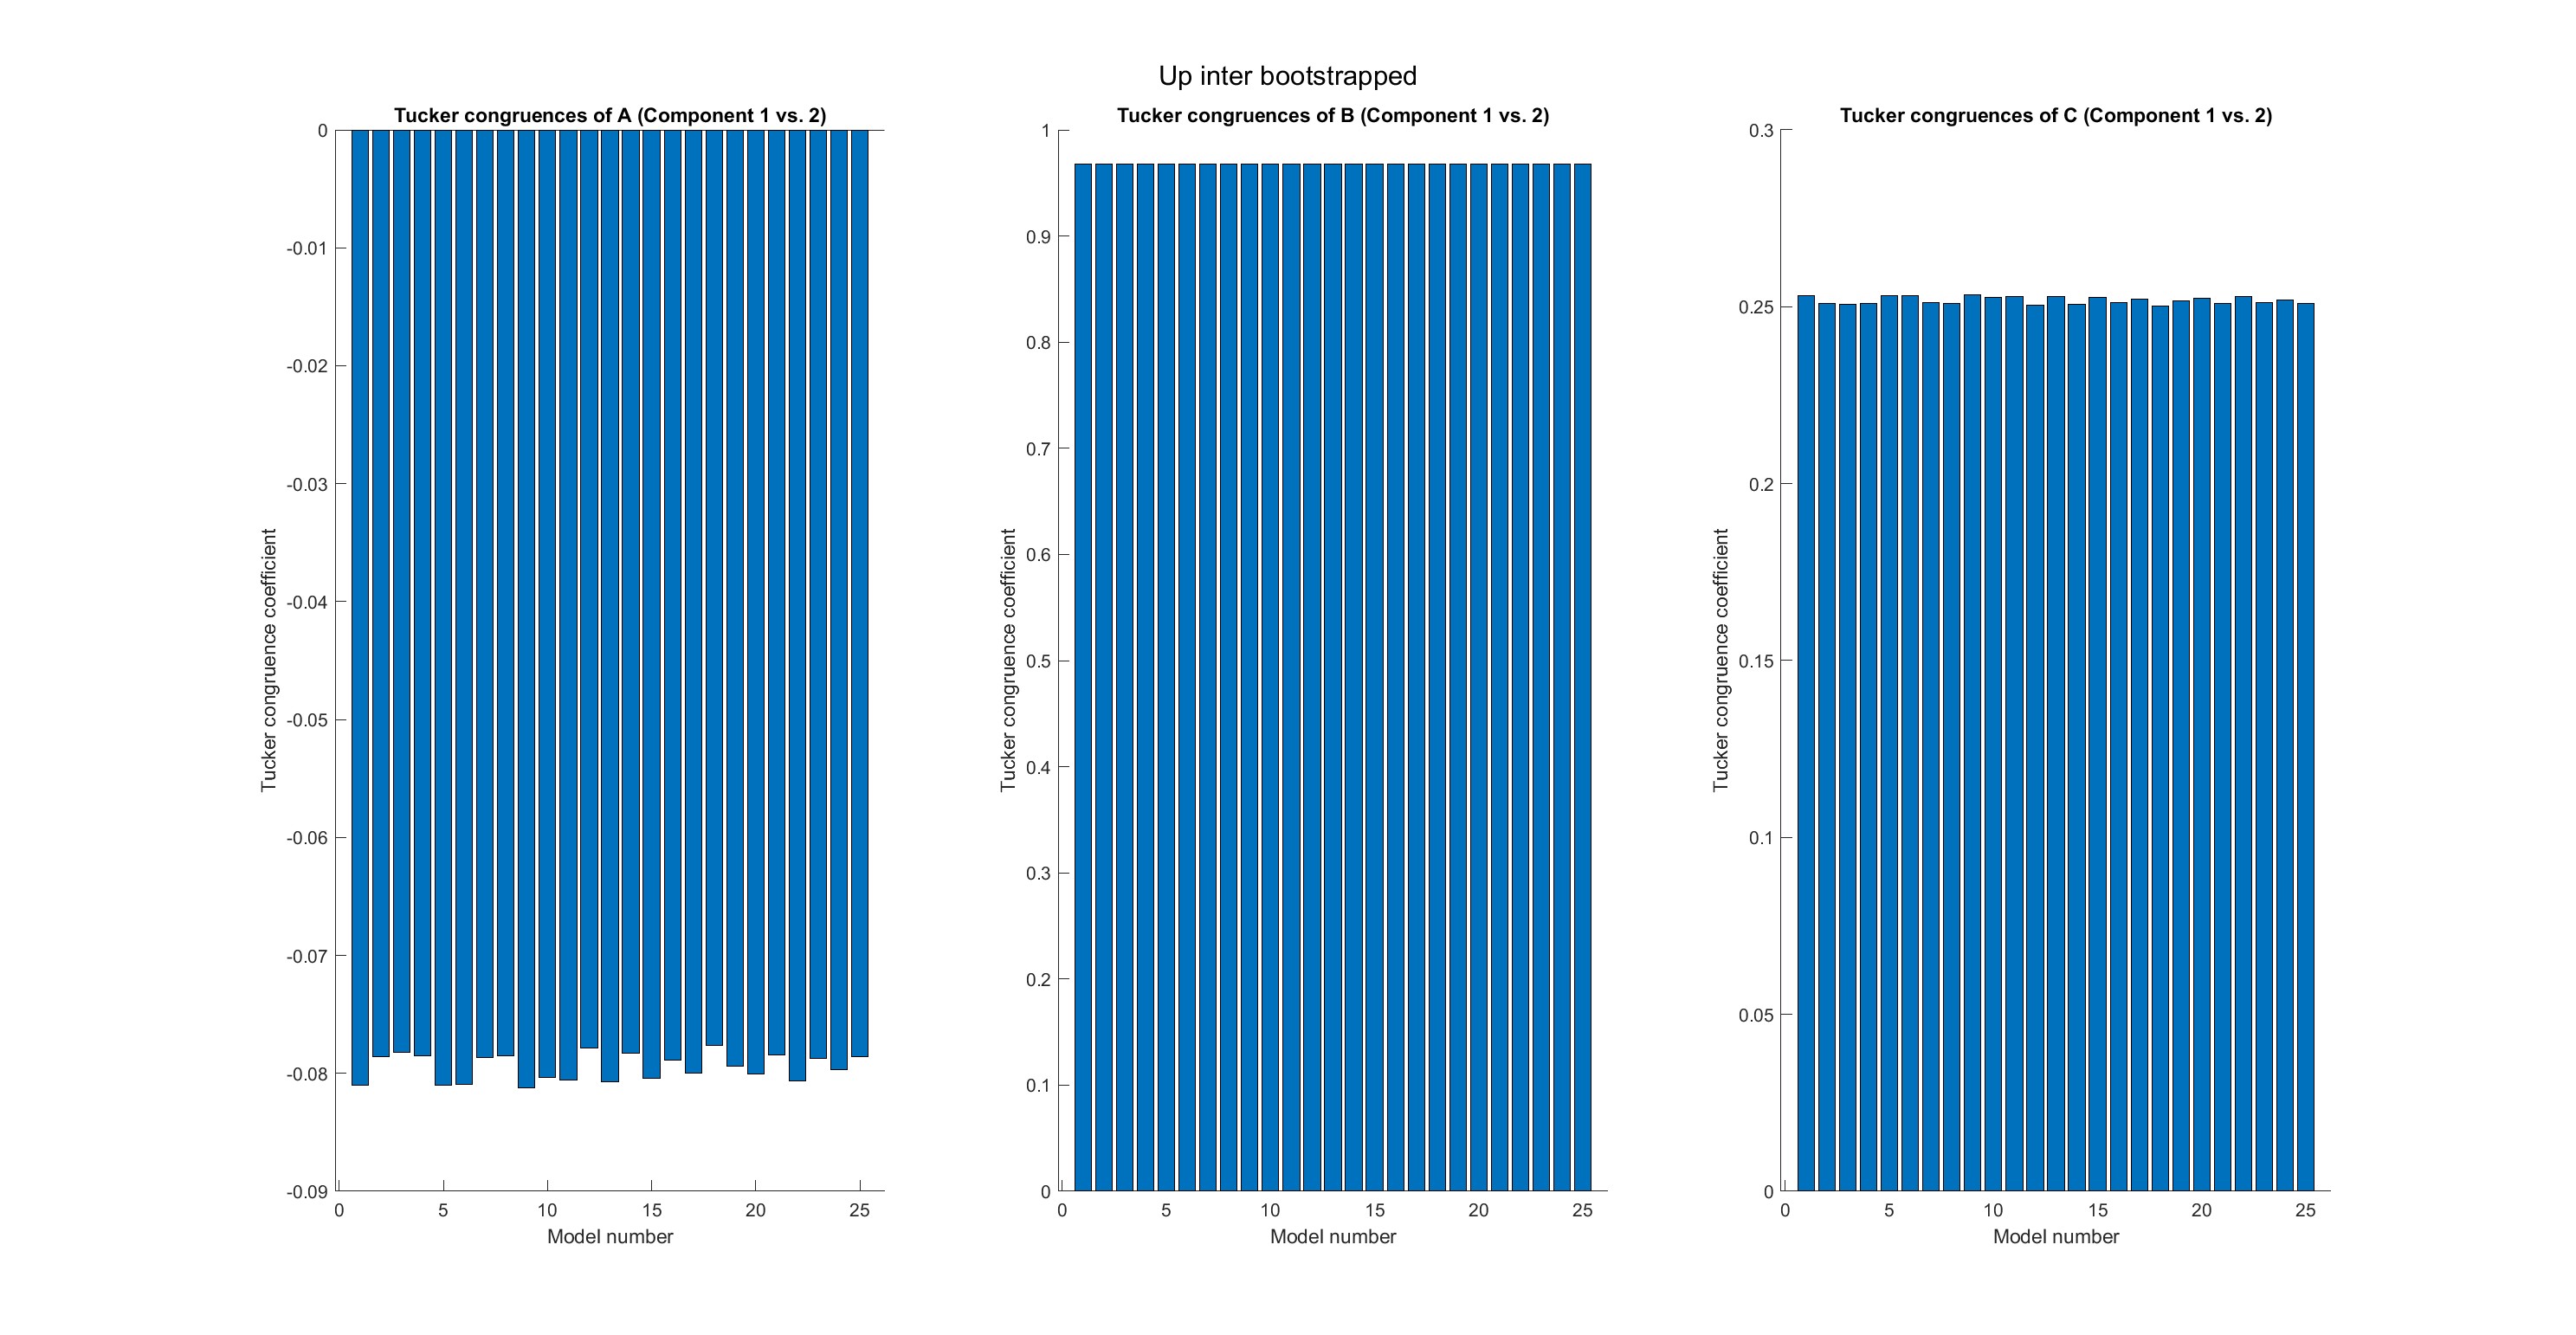 Up inter bootstrapped
Tucker congruences of A (Component 1 vs. 2)
0
-0.01
-0.02
-0.03
-0.04
-0.05
-0.06
-0.07
-0.08
-0.09
Tucker congruence coefficient
0 5 10 15 20 25
Model number
Tucker congruences of B (Component 1 vs. 2)
1
0.9
0.8
0.7
0.6
0.5
0.4
0.3
0.2
0.1
0
Tucker congruence coefficient
0 5 10 15 20 25
Model number
Tucker congruences of C (Component 1 vs. 2)
0.3
0.25
0.2
0.15
0.1
0.05
0
Tucker congruence coefficient
0 5 10 15 20 25
Model number